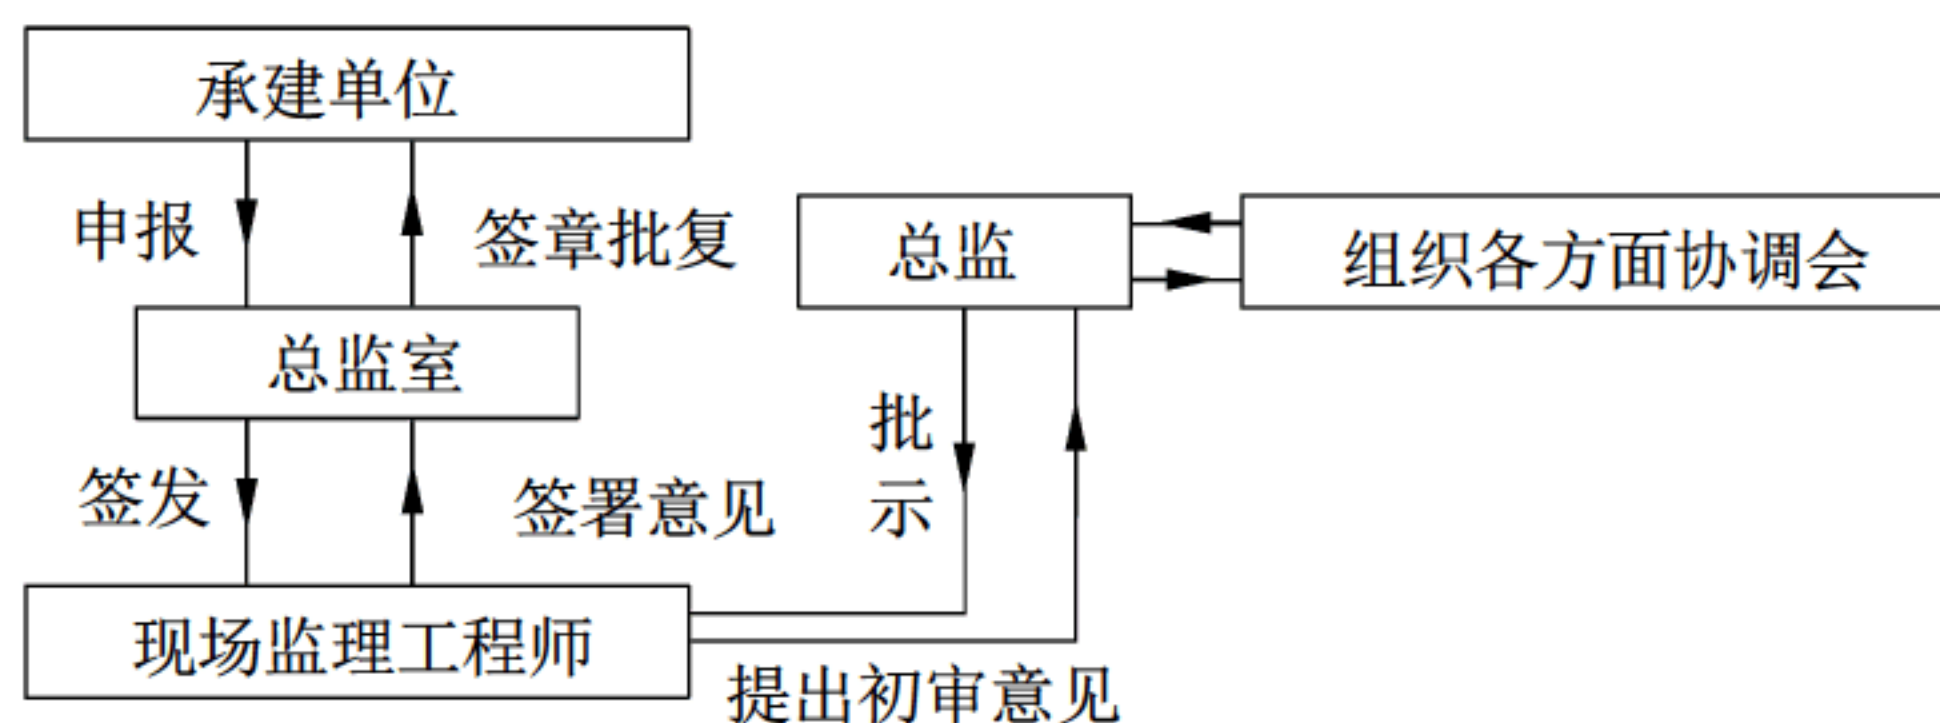 承建单位
申报
签章批复
总监
组织各方面协调会
总监室
批
示
签发
签署意见
现场监理工程师
提出初审意见